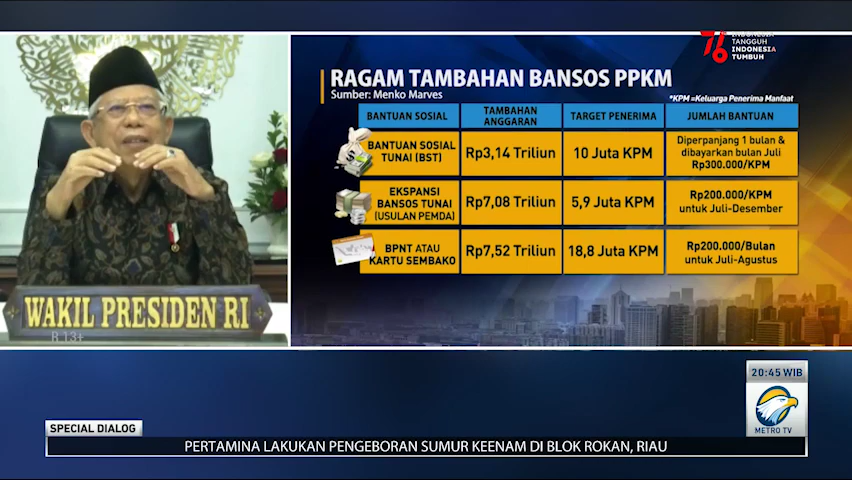 INDONESIA
TANGGUH
INDONESIA
TUMBUH
76
RAGAM TAMBAHAN BANSOS PPKM
Sumber: Menko Marves
*KPM =Keluarga Penerima Manfaat
BANTUAN SOSIAL
TAMBAHAN
ANGGARAN
TARGET PENERIMA
JUMLAH BANTUAN
BANTUAN SOSIAL
TUNAI (BST)
Rp3,14 Triliun
10 Juta KPM
Diperpanjang 1 bulan &
dibayarkan bulan Juli
Rp300.000/KPM
EKSPANSI
BANSOS TUNAI
(USULAN PEMDA)
Rp7,08 Triliun
5,9 Juta KPM
Rp200.000/KPM
untuk Juli-Desember
BPNT ATAU
KARTU SEMBAKO
Rp7,52 Triliun
18,8 Juta KPM
Rp200.000/Bulan
untuk Juli-Agustus
WAKIL PRESIDEN RI
R 13+
20:45 WIB
METRO TV
SPECIAL DIALOG
PERTAMINA LAKUKAN PENGEBORAN SUMUR KEENAM DI BLOK ROKAN, RIAU